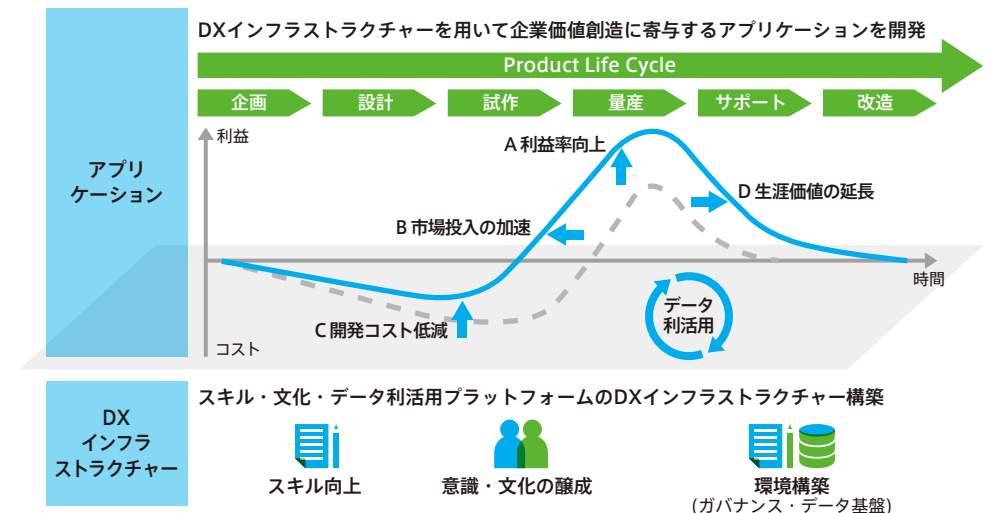 DXインフラストラクチャーを用いて企業価値創造に寄与するアプリケーションを開発
Product Life Cycle
企画
設計
試作
量産
サポート
改造
アプリ
ケーション
利益
A 利益率向上
D 生涯価値の延長
B 市場投入の加速
時間
データ
利活用
C 開発コスト低減
コスト
DX
インフラ
ストラクチャー
スキル・文化・データ利活用プラットフォームのDXインフラストラクチャー構築
スキル向上
意識・文化の醸成
環境構築
(ガバナンス・データ基盤)